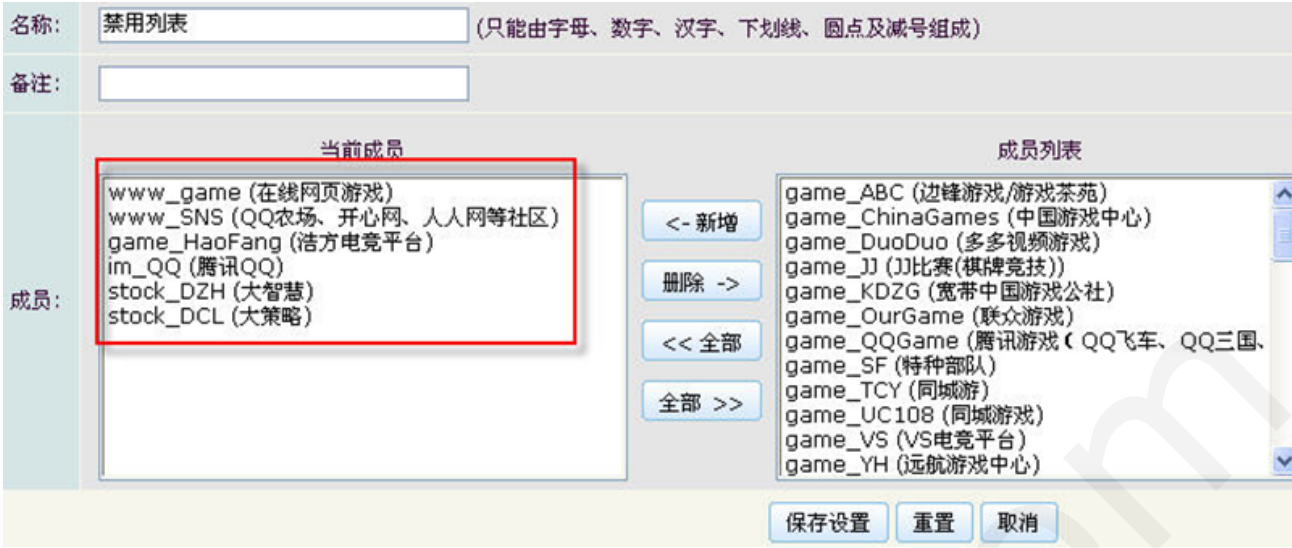 名称: 禁用列表 (只能由字母、数字、汉字、下划线、圆点及减号组成)
备注:
当前成员
成员列表
成员:
www_game (在线网页游戏)
www_SNS (QQ农场、开心网、人人网等社区)
game_HaoFang (浩方电竞平台)
im_QQ (腾讯QQ)
stock_DZH (大智慧)
stock_DCL (大策略)
<- 新增
删除 ->
<< 全部
全部 >>
game_ABC (边锋游戏/游戏茶苑)
game_ChinaGames (中国游戏中心)
game_DuoDuo (多多视频游戏)
game_JJ (JJ比赛(棋牌竞技))
game_KDZG (宽带中国游戏公社)
game_OurGame (联众游戏)
game_QQGame (腾讯游戏 ( QQ飞车、QQ三国、
game_SF (特种部队)
game_TCY (同城游)
game_UC108 (同城游戏)
game_VS (VS电竞平台)
game_YH (远航游戏中心)
保存设置 重置 取消